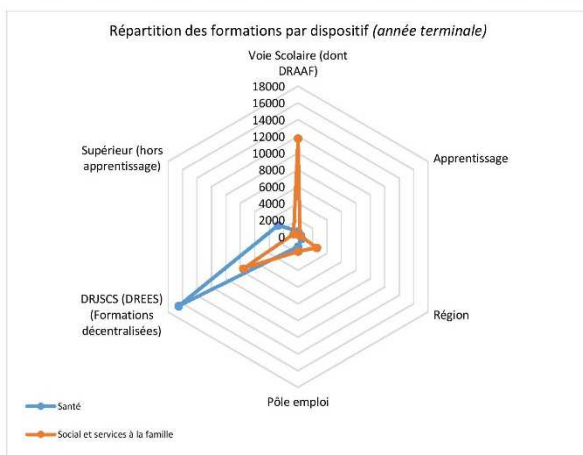 Répartition des formations par dispositif (année terminale)
Voie Scolaire (dont
DRAAF)
18000
16000
14000
12000
10000
8000
6000
4000
2000
0
Apprentissage
Région
Pôle emploi
DRJSCS (DREES)
(Formations
décentralisées)
Supérieur (hors
apprentissage)
Santé
Social et services à la famille